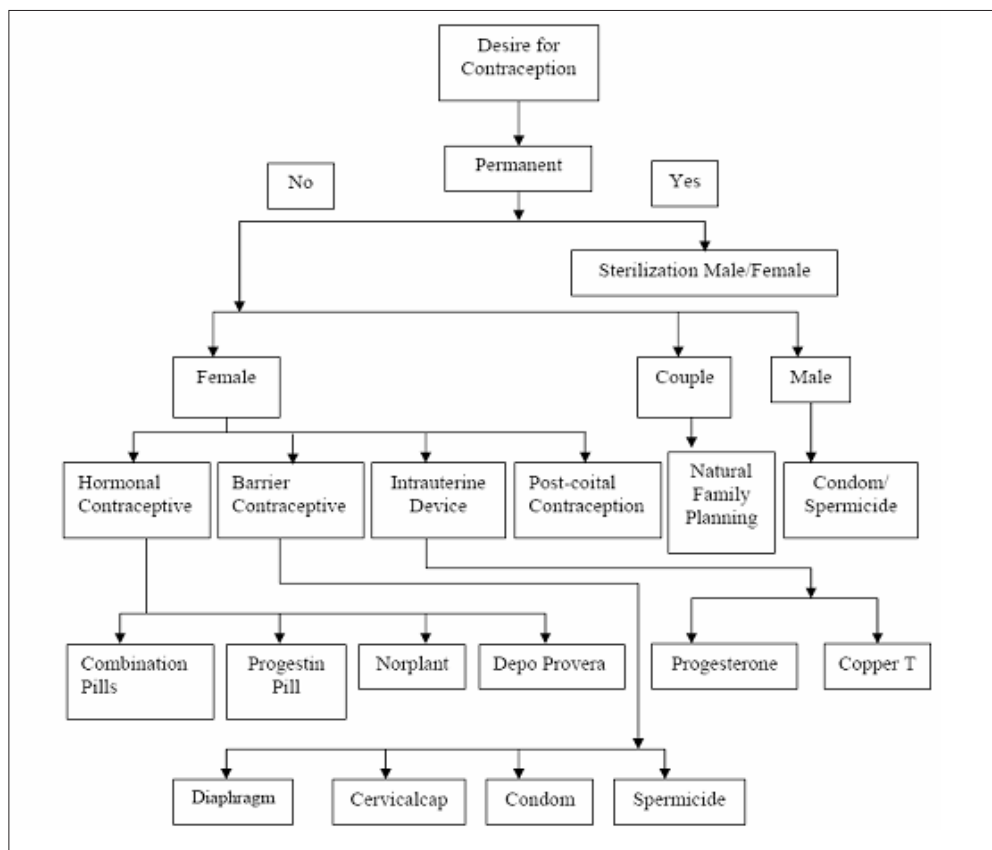 Desire for
Contraception
Permanent
No
Yes
Sterilization Male/Female
Female
Couple
Male
Hormonal
Contraceptive
Barrier
Contraceptive
Intrauterine
Device
Post-coital
Contraception
Natural
Family
Planning
Condom/
Spermicide
Combination
Pills
Progestin
Pill
Norplant
Depo Provera
Progesterone
Copper T
Diaphragm
Cervicalcap
Condom
Spermicide